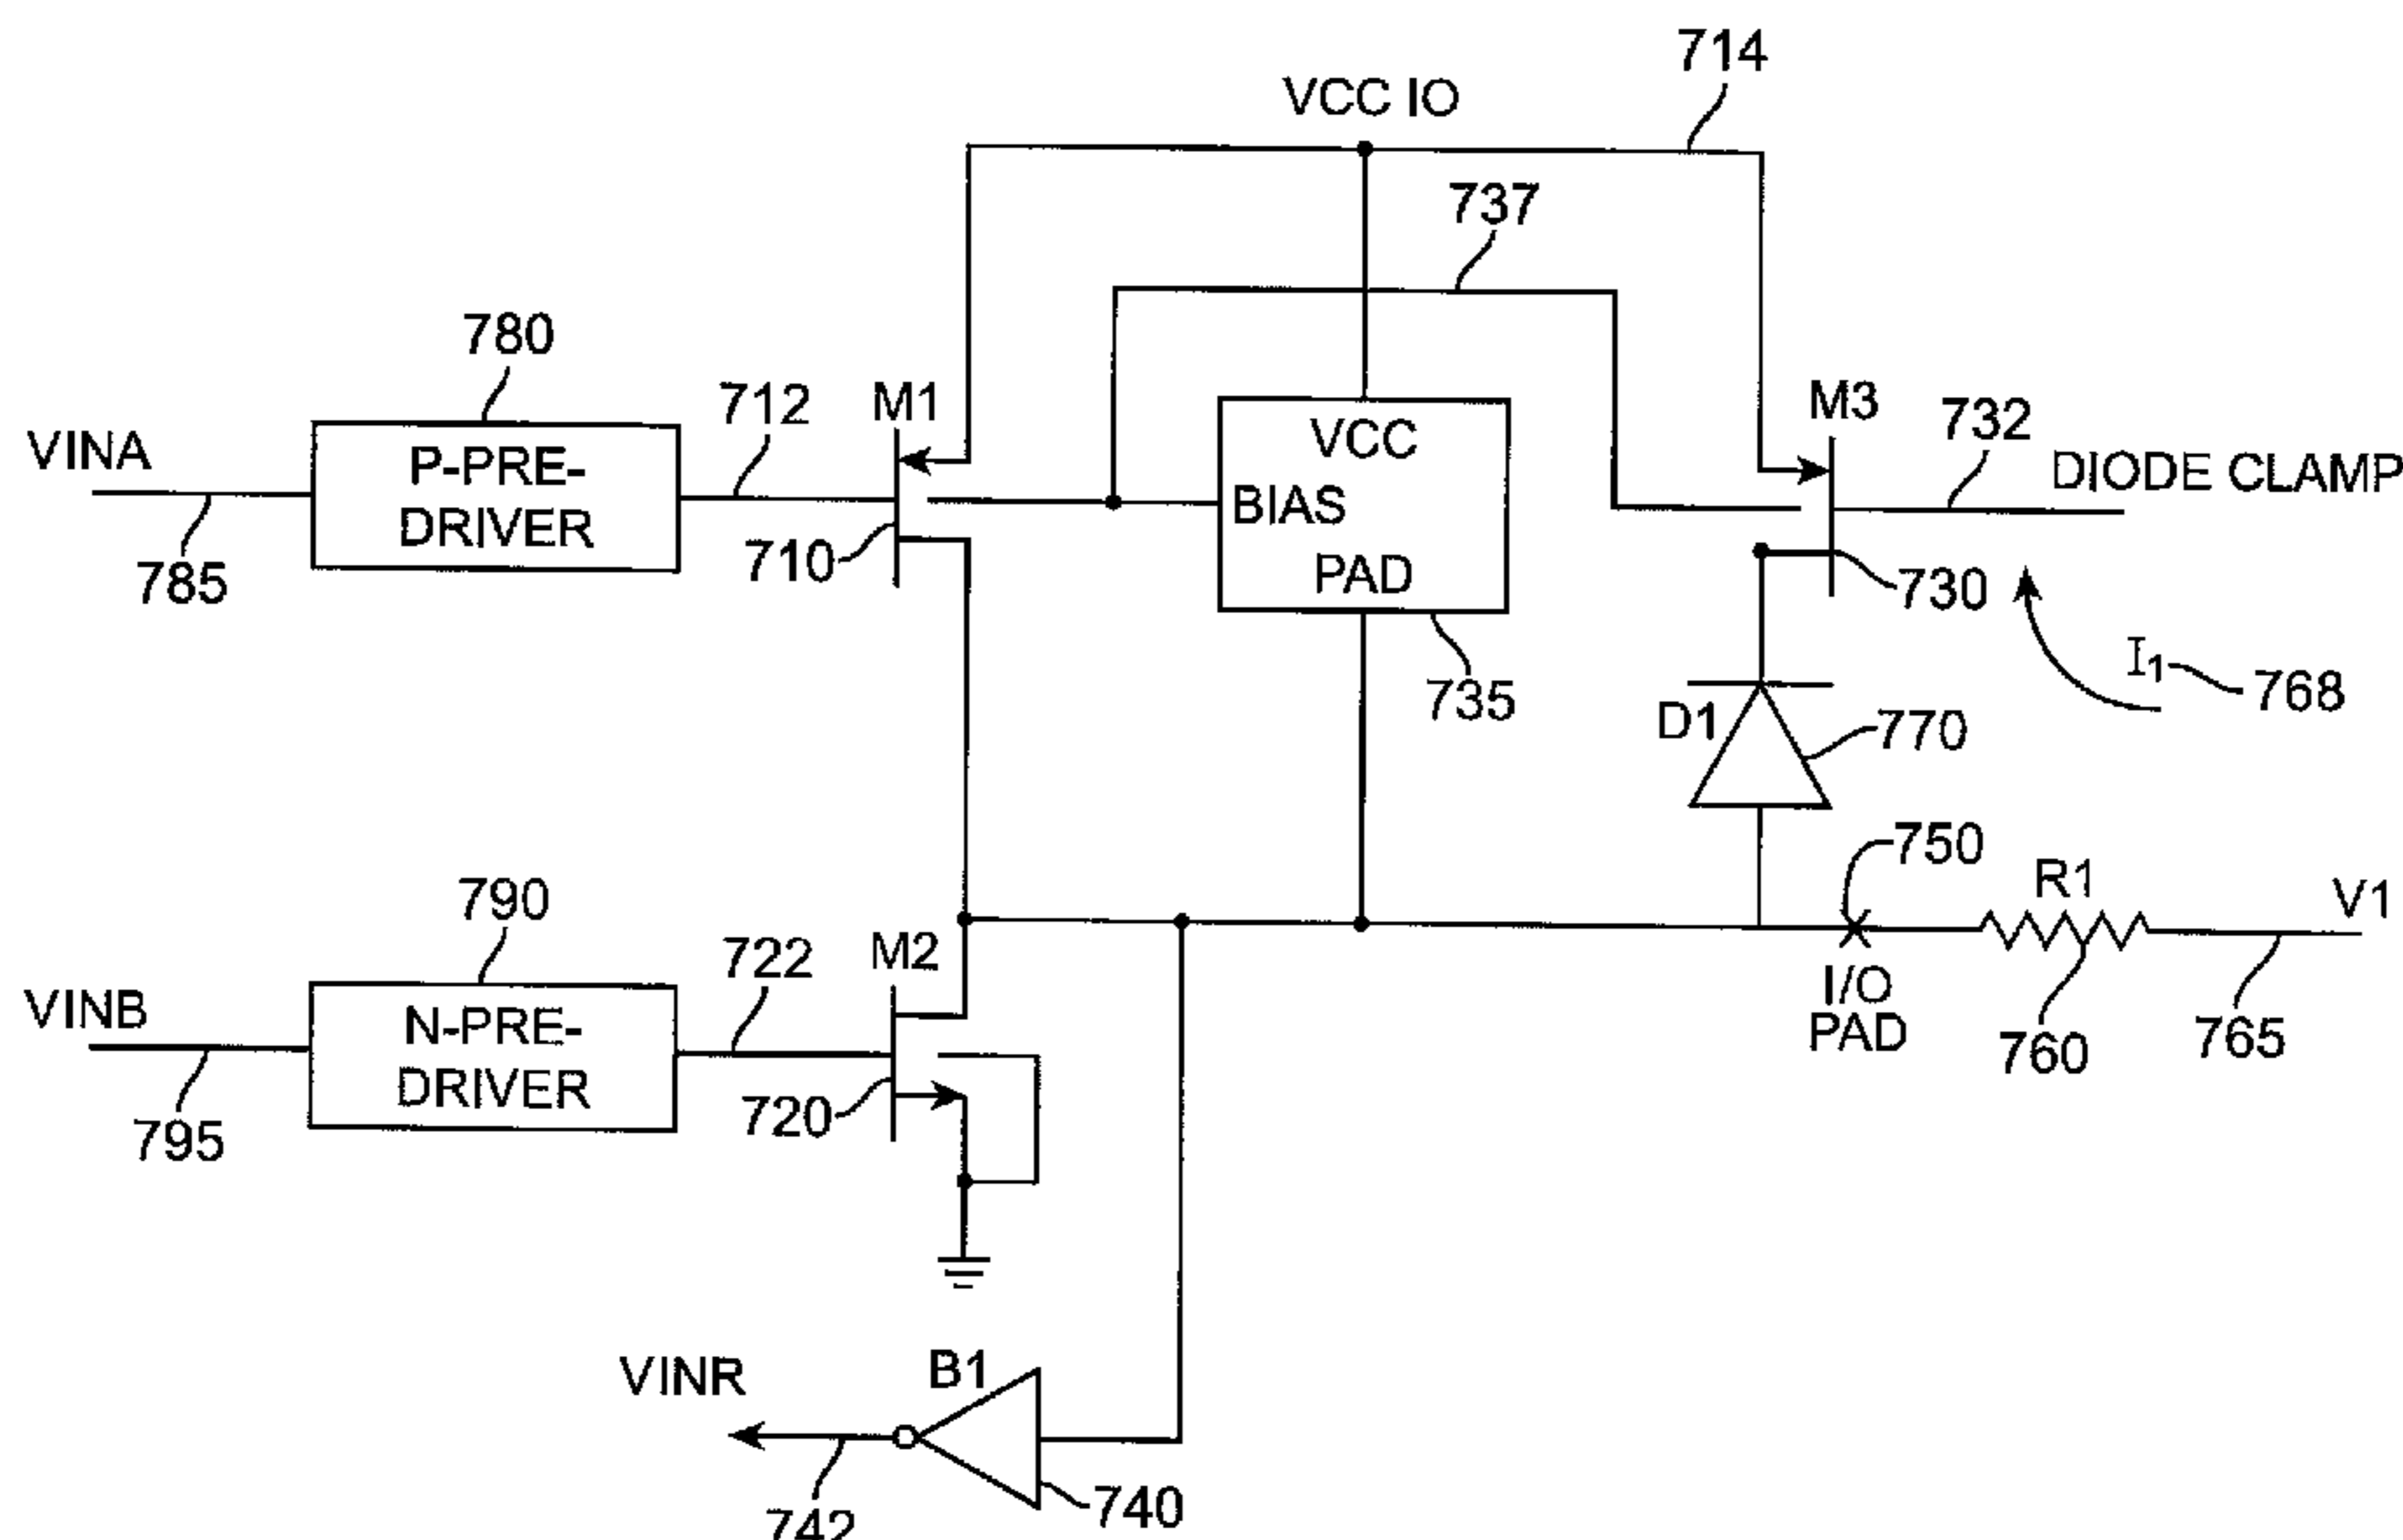 714
VCC IO
737
780
712
M1
M3
732
VINA
P-PRE-
DRIVER
VCC
BIAS
PAD
DIODE CLAMP
785
710
730
735
I1
768
D1
770
750
790
722
M2
R1
V1
VINB
N-PRE-
DRIVER
I/O
PAD
795
720
760
765
VINR
B1
742
740